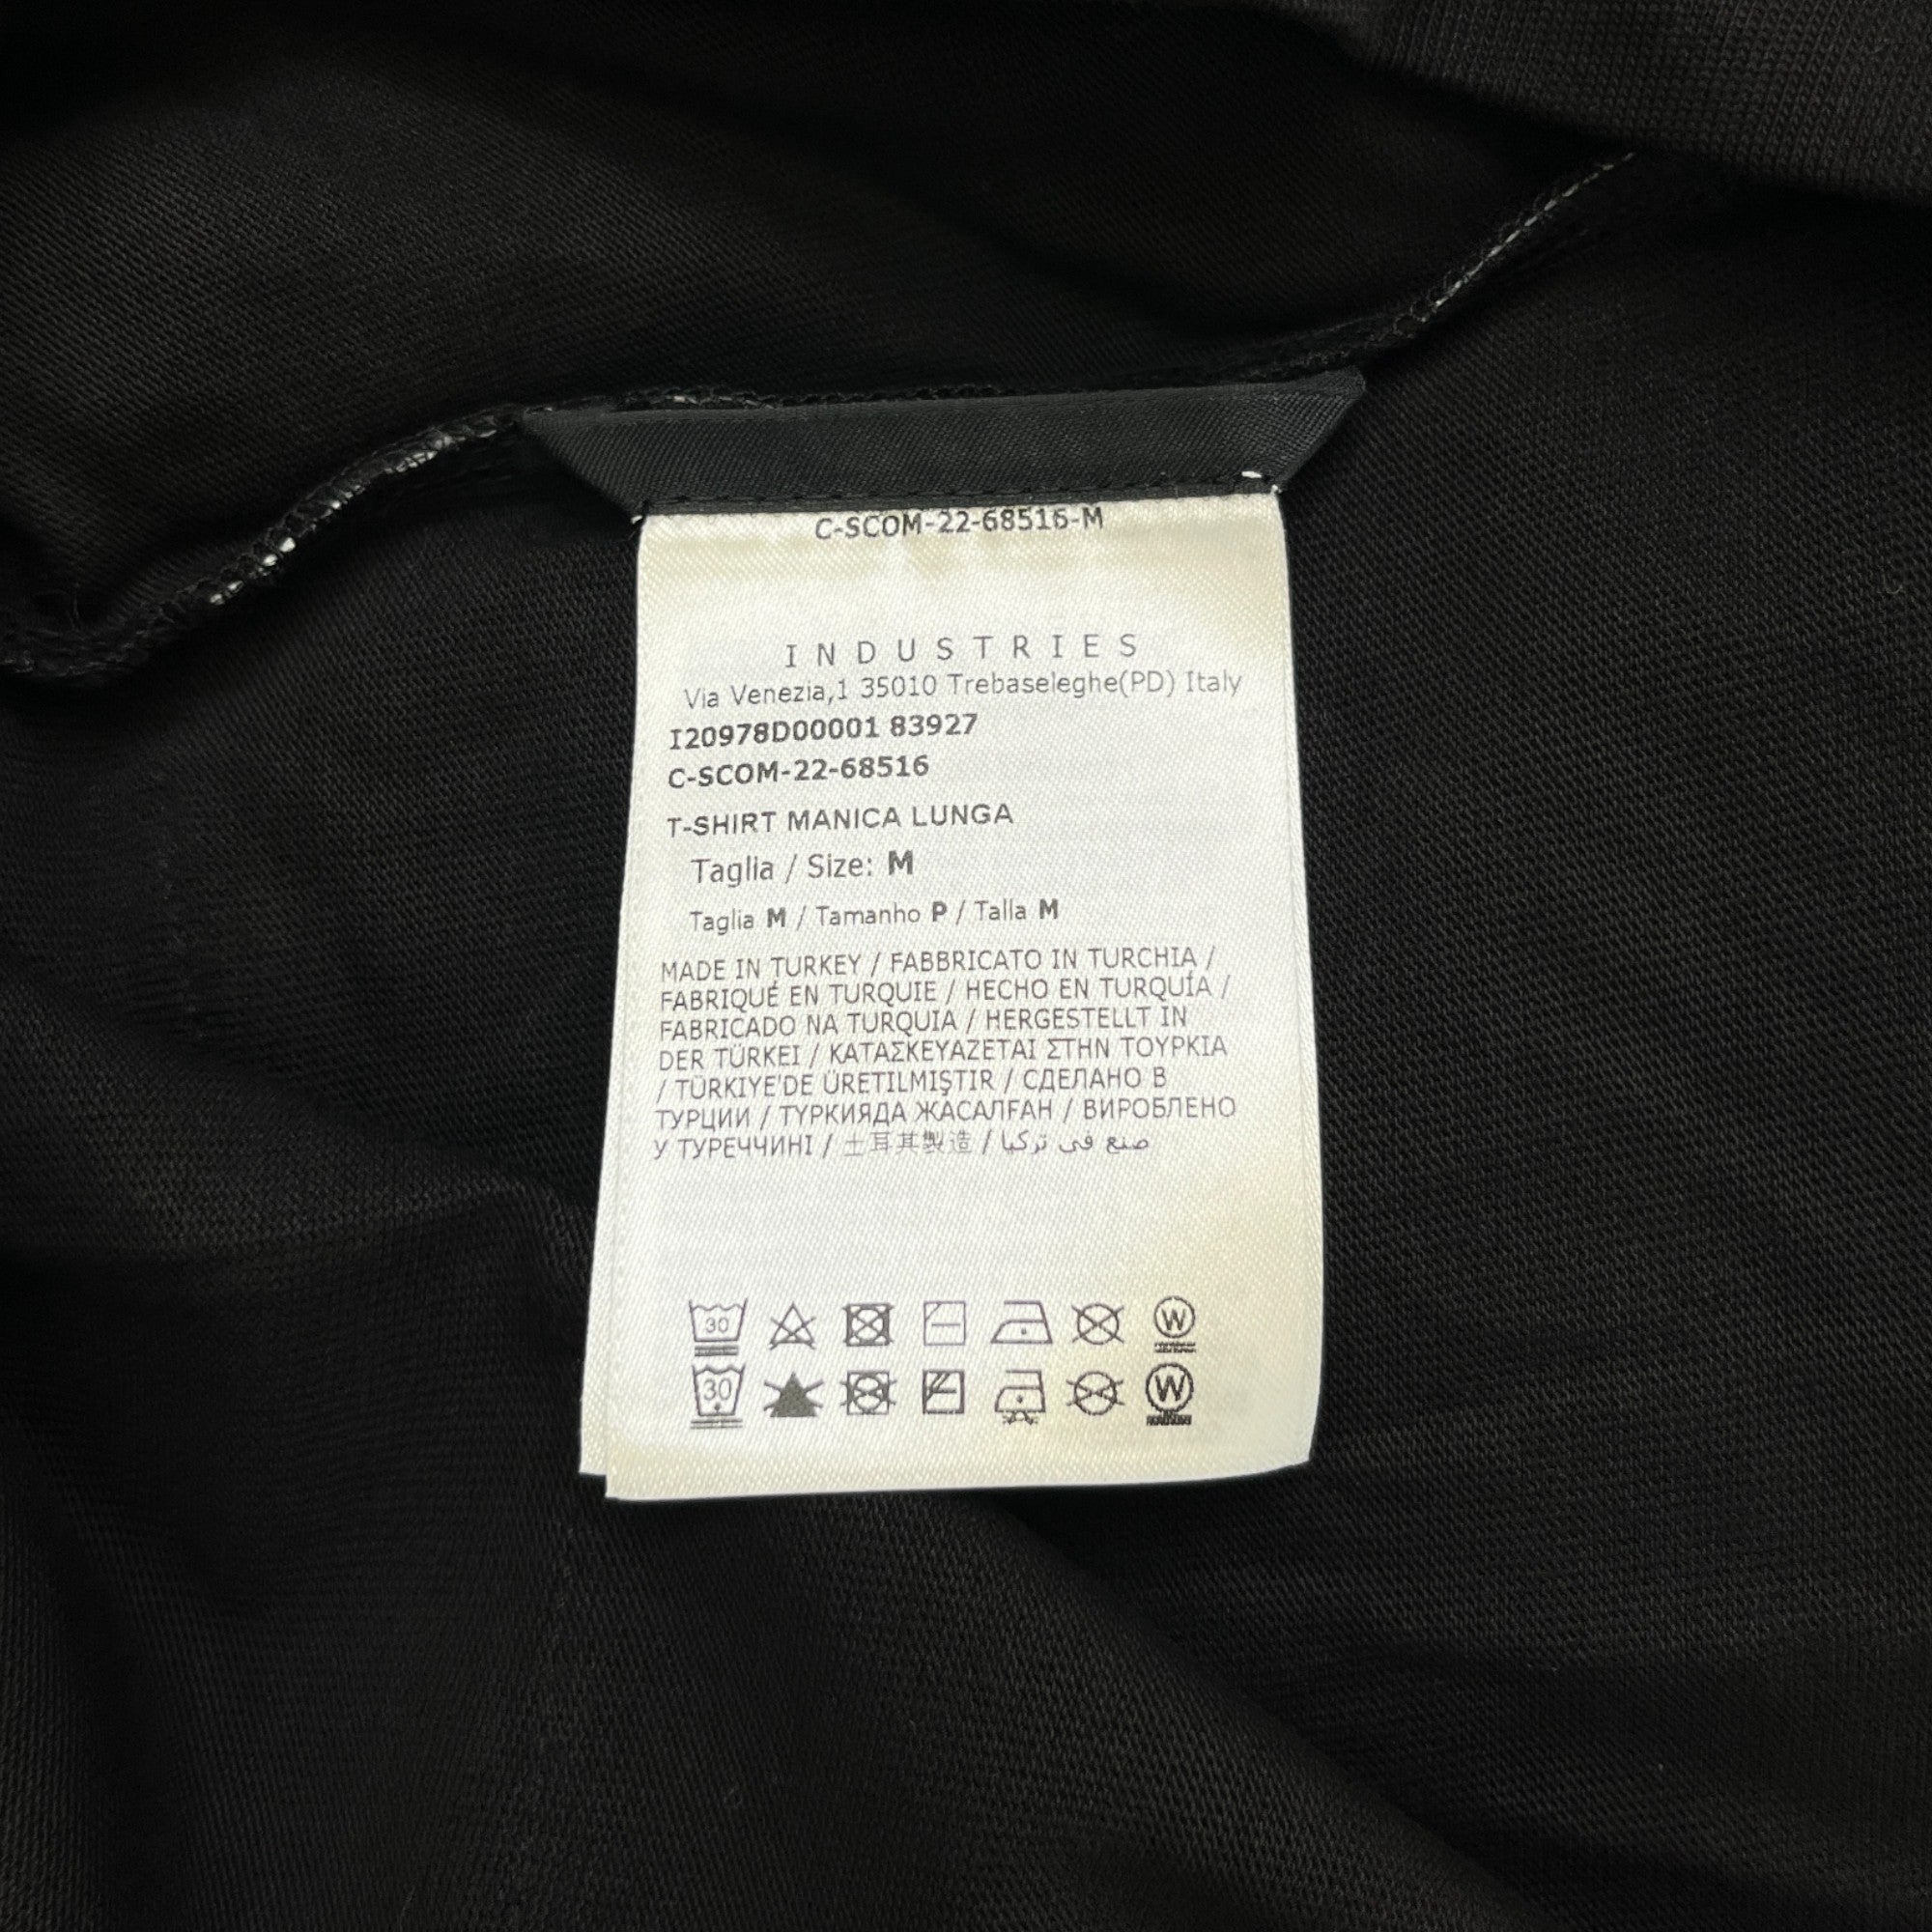 C-SCOM-22-68516-M
INDUSTRIES
Via Venezia,1 35010 Trebaseleghe(PD) Italy
I20978D00001 83927
C-SCOM-22-68516
T-SHIRT MANICA LUNGA
Taglia / Size: M
Taglia M / Tamanho P / Talla M
MADE IN TURKEY / FABBRICATO IN TURCHIA /
FABRIQUÉ EN TURQUIE / HECHO EN TURQUÍA /
FABRICADO NA TURQUIA / HERGESTELLT IN
DER TÜRKEI / ΚΑΤΑΣΚΕΥΑΖΕΤΑΙ ΣΤΗΝ ΤΟΥΡΚΙΑ
/ TÜRKIYE'DE ÜRETILMIŞTIR / СДЕЛАНО В
ТУРЦИИ / ТҮРКИЯДА ЖАСАЛҒАН / ВИРОБЛЕНО
У ТУРЕЧЧИНІ / 土耳其製造 / صنع في تركيا
30 W
30 W